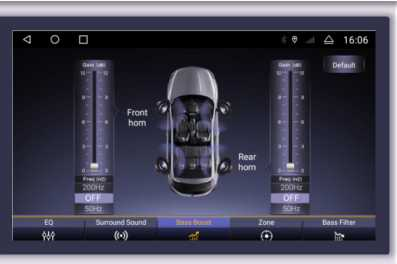 16:06
Gain (dB)
Gain (dB)
Default
Front
horn
Rear
horn
Freq (HZ)
Freq (HZ)
200Hz
200Hz
OFF
OFF
50Hz
50Hz
EQ
Surround Sound
Bass Boost
Zone
Bass Filter